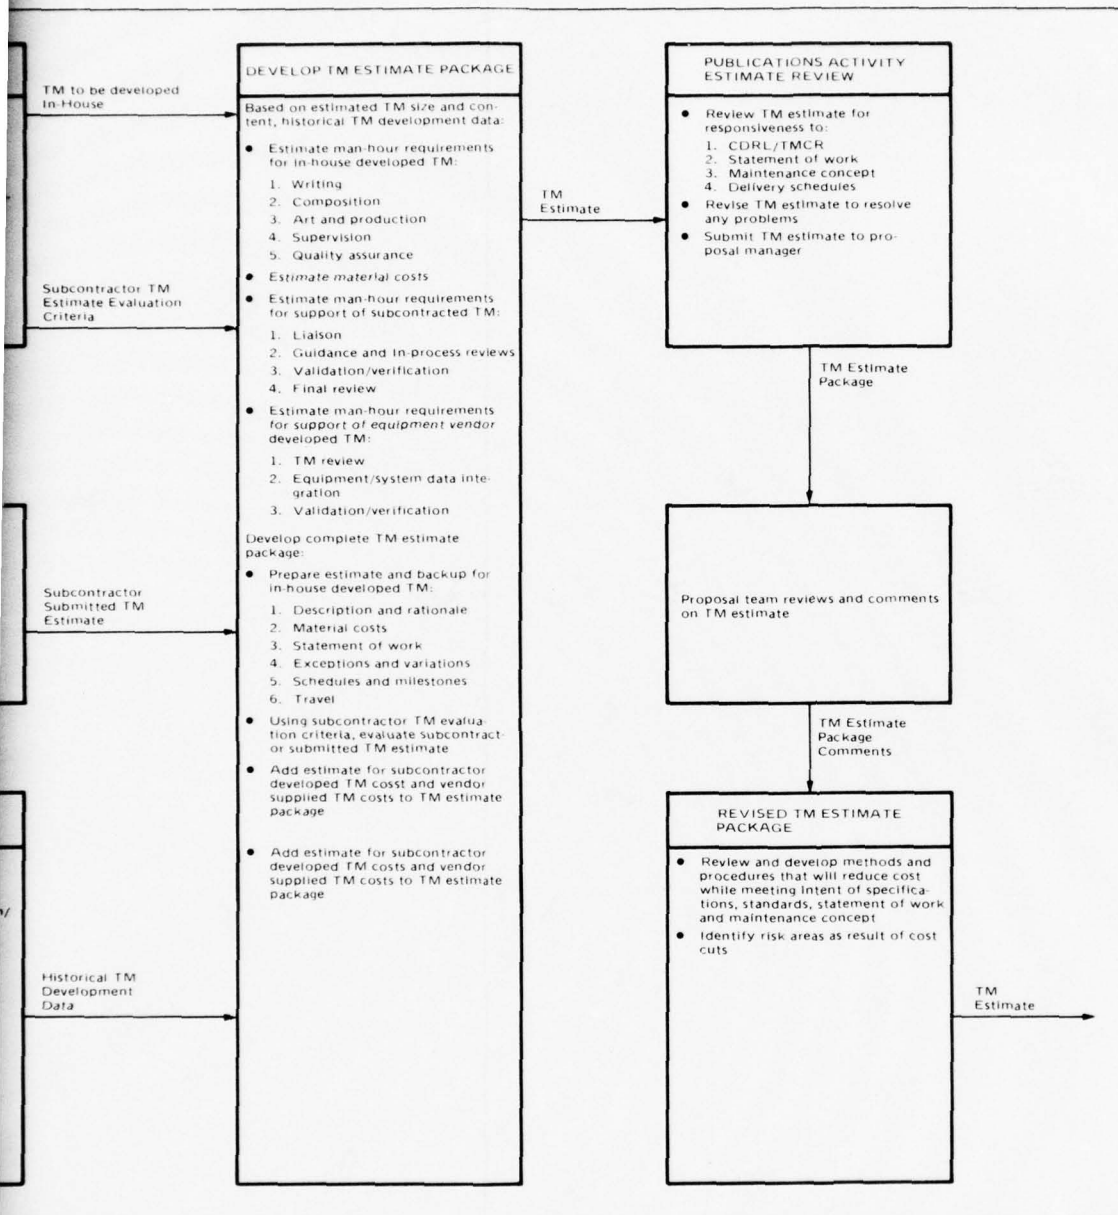 TM to be developed
In-House
Subcontractor TM
Estimate Evaluation
Criteria
Subcontractor
Submitted TM
Estimate
Historical TM
Development
Data
DEVELOP TM ESTIMATE PACKAGE
Based on estimated TM size and con-
tent, historical TM development data:
● Estimate man-hour requirements
for in-house developed TM:
1. Writing
2. Composition
3. Art and production
4. Supervision
5. Quality assurance
● Estimate material costs
● Estimate man-hour requirements
for support of subcontracted TM:
1. Liaison
2. Guidance and in-process reviews
3. Validation/verification
4. Final review
● Estimate man-hour requirements
for support of equipment vendor
developed TM:
1. TM review
2. Equipment/system data inte-
gration
3. Validation/verification
Develop complete TM estimate
package:
● Prepare estimate and backup for
in-house developed TM:
1. Description and rationale
2. Material costs
3. Statement of work
4. Exceptions and variations
5. Schedules and milestones
6. Travel
● Using subcontractor TM evalua-
tion criteria, evaluate subcontract-
or submitted TM estimate
● Add estimate for subcontractor
developed TM cosst and vendor
supplied TM costs to TM estimate
package
● Add estimate for subcontractor
developed TM costs and vendor
supplied TM costs to TM estimate
package
TM
Estimate
PUBLICATIONS ACTIVITY
ESTIMATE REVIEW
● Review TM estimate for
responsiveness to:
1. CDRL/TMCR
2. Statement of work
3. Maintenance concept
4. Delivery schedules
● Revise TM estimate to resolve
any problems
● Submit TM estimate to pro-
posal manager
TM Estimate
Package
Proposal team reviews and comments
on TM estimate
TM Estimate
Package
Comments
REVISED TM ESTIMATE
PACKAGE
● Review and develop methods and
procedures that will reduce cost
while meeting intent of specifica-
tions, standards, statement of work
and maintenance concept
● Identify risk areas as result of cost
cuts
TM
Estimate